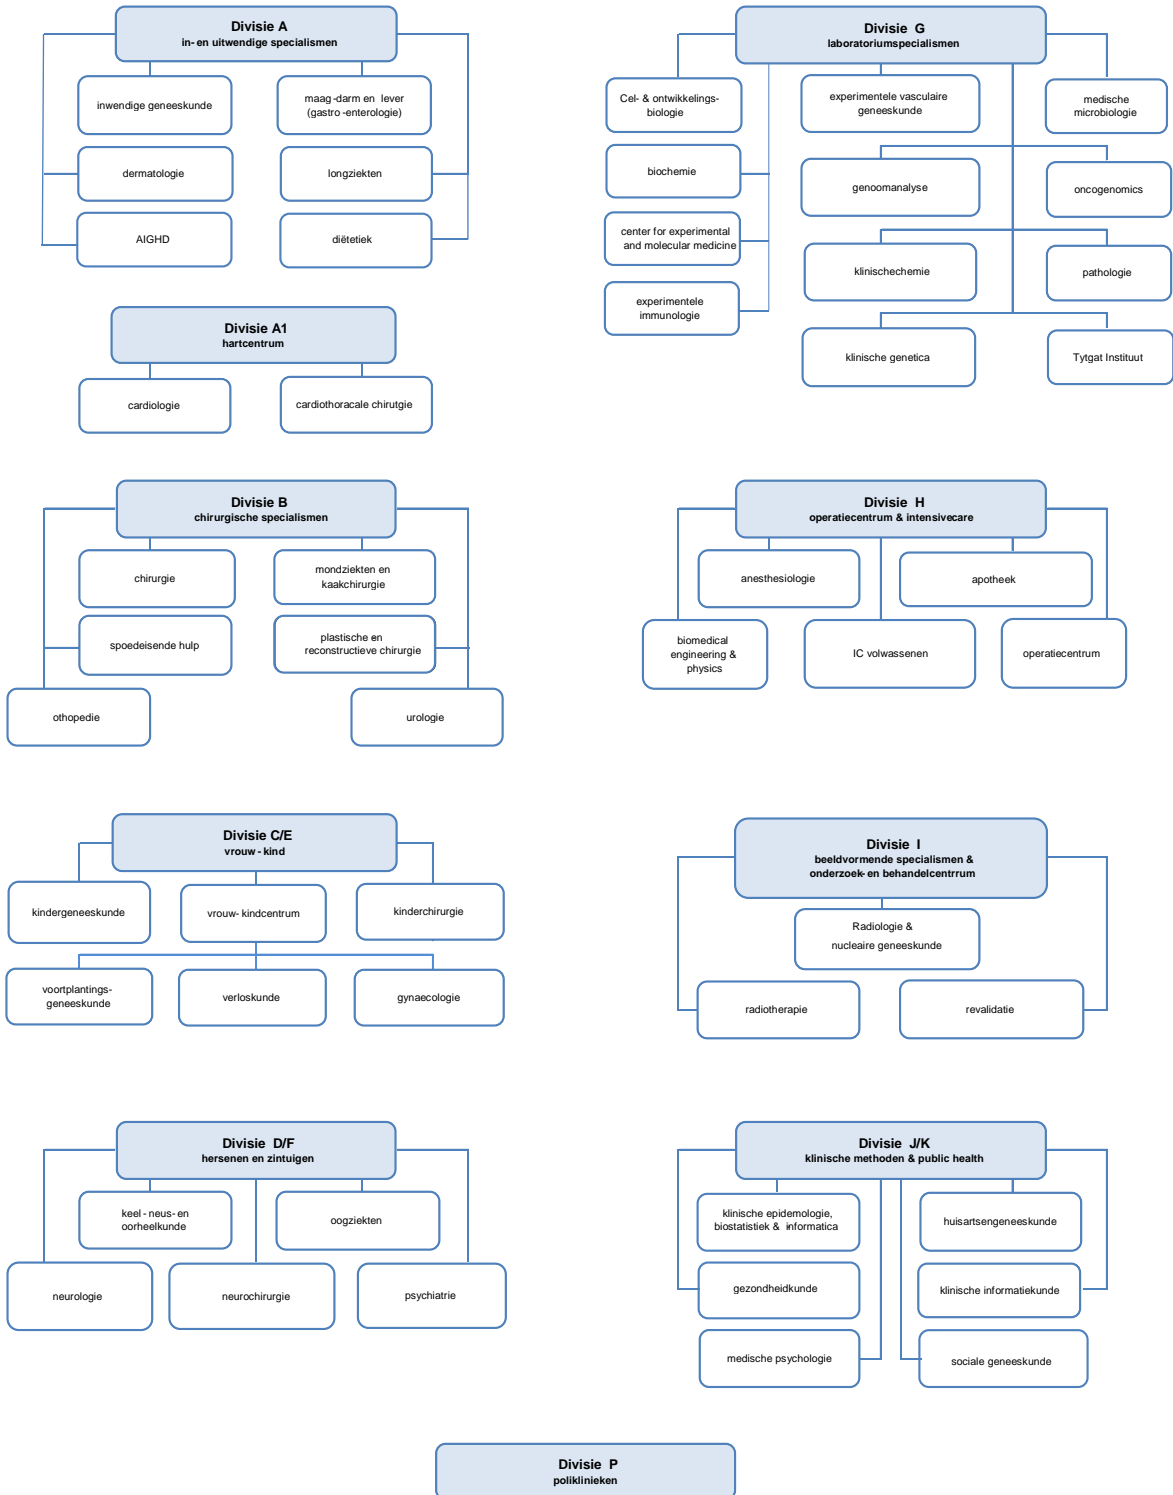 Divisie A
in- en uitwendige specialismen
inwendige geneeskunde
maag-darm en lever
(gastro-enterologie)
dermatologie
longziekten
AIGHD
diëtetiek
Divisie A1
hartcentrum
cardiologie
cardiothoracale chirutgie
Divisie B
chirurgische specialismen
chirurgie
mondziekten en
kaakchirurgie
spoedeisende hulp
plastische en
reconstructieve chirurgie
othopedie
urologie
Divisie C/E
vrouw - kind
kindergeneeskunde
vrouw- kindcentrum
kinderchirurgie
voortplantings-
geneeskunde
verloskunde
gynaecologie
Divisie D/F
hersenen en zintuigen
keel - neus- en
oorheelkunde
oogziekten
neurologie
neurochirurgie
psychiatrie
Divisie G
laboratoriumspecialismen
Cel- & ontwikkelings-
biologie
experimentele vasculaire
geneeskunde
medische
microbiologie
biochemie
genoomanalyse
oncogenomics
center for experimental
and molecular medicine
klinischechemie
pathologie
experimentele
immunologie
klinische genetica
Tytgat Instituut
Divisie H
operatiecentrum & intensivecare
anesthesiologie
apotheek
biomedical
engineering &
physics
IC volwassenen
operatiecentrum
Divisie I
beeldvormende specialismen &
onderzoek- en behandelcentrrum
Radiologie &
nucleaire geneeskunde
radiotherapie
revalidatie
Divisie J/K
klinische methoden & public health
klinische epidemologie,
biostatistiek & informatica
huisartsengeneeskunde
gezondheidkunde
klinische informatiekunde
medische psychologie
sociale geneeskunde
Divisie P
poliklinieken